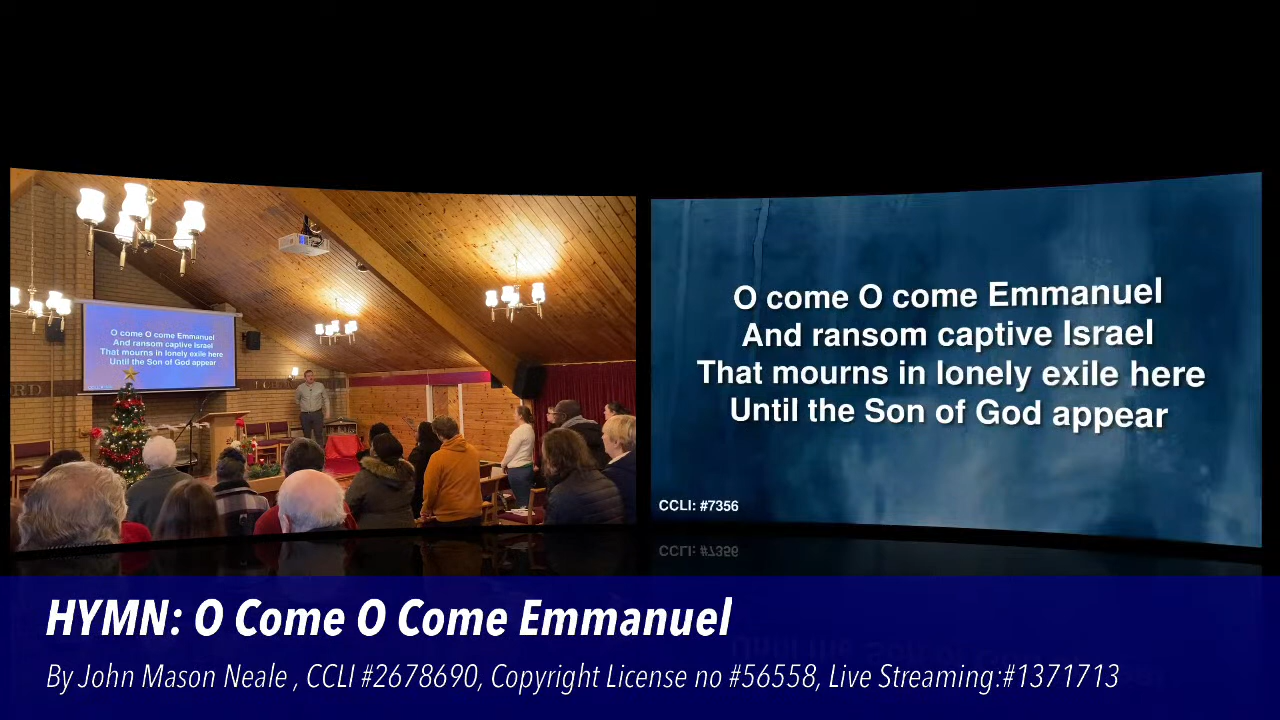 O come O come Emmanuel
And ransom captive Israel
That mourns in lonely exile here
Until the Son of God appear
O come O come Emmanuel
And ransom captive Israel
That mourns in lonely exile here
Until the Son of God appear
CCLI: #7356
HYMN: O Come O Come Emmanuel
By John Mason Neale , CCLI #2678690, Copyright License no #56558, Live Streaming:#1371713